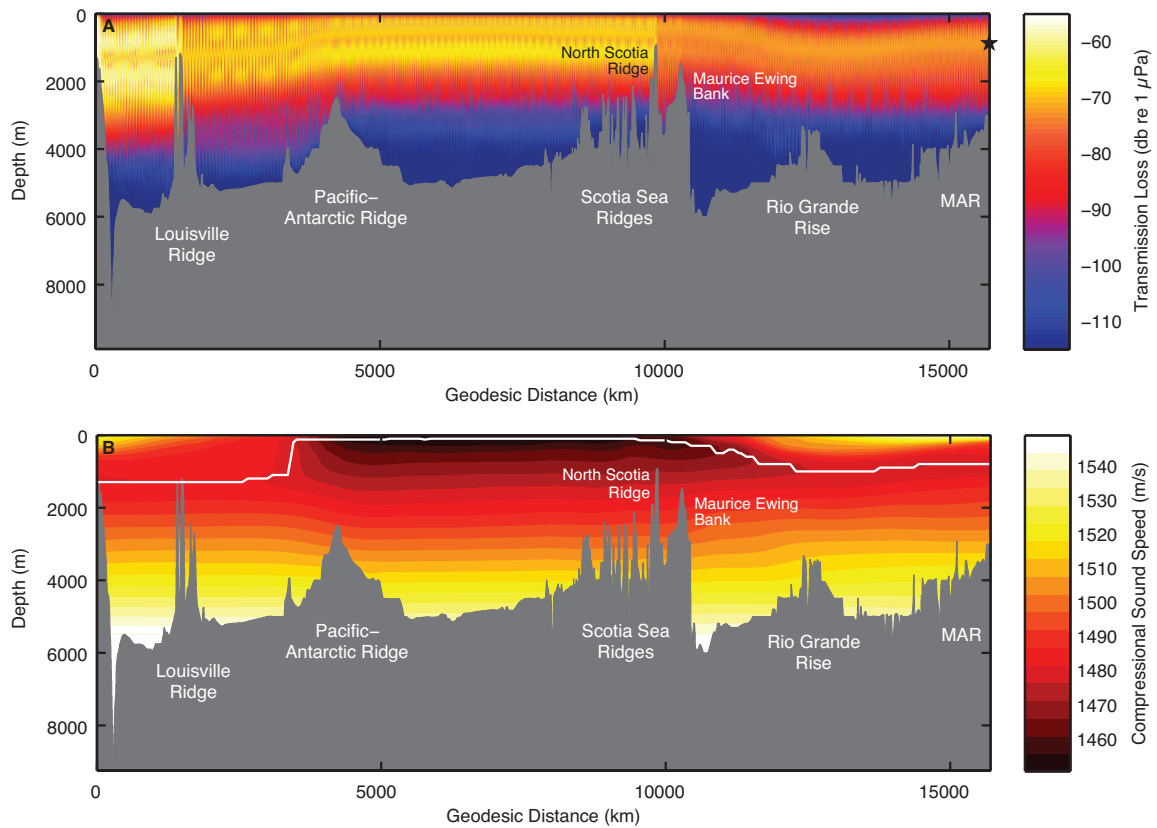 A
0
2000
4000
6000
8000
Depth (m)
North Scotia
Ridge
Maurice Ewing
Bank
Louisville
Ridge
Pacific–
Antarctic Ridge
Scotia Sea
Ridges
Rio Grande
Rise
MAR
0
5000
10000
15000
Geodesic Distance (km)
−60
−70
−80
−90
−100
−110
Transmission Loss (db re 1 μPa)
B
0
2000
4000
6000
8000
Depth (m)
North Scotia
Ridge
Maurice Ewing
Bank
Louisville
Ridge
Pacific–
Antarctic Ridge
Scotia Sea
Ridges
Rio Grande
Rise
MAR
0
5000
10000
15000
Geodesic Distance (km)
1540
1530
1520
1510
1500
1490
1480
1470
1460
Compressional Sound Speed (m/s)